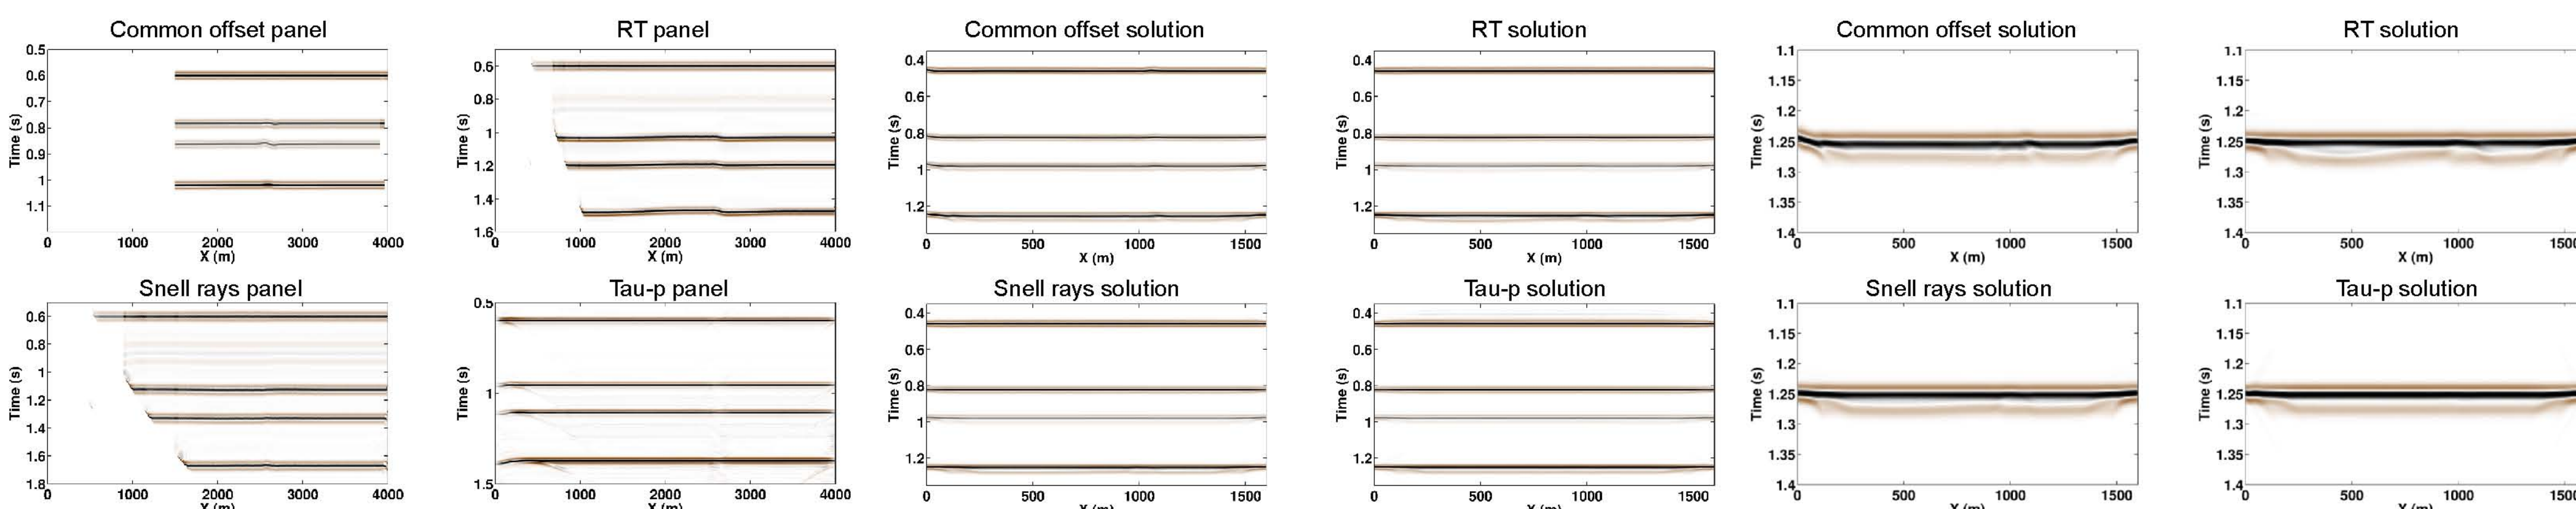 Common offset panel
0.5
0.6
0.7
0.8
0.9
1
1.1
Time (s)
0 1000 2000 3000 4000
X (m)
RT panel
0.6
0.8
1
1.2
1.4
1.6
Time (s)
0 1000 2000 3000 4000
X (m)
Common offset solution
0.4
0.6
0.8
1
1.2
Time (s)
0 500 1000 1500
X (m)
RT solution
0.4
0.6
0.8
1
1.2
Time (s)
0 500 1000 1500
X (m)
Common offset solution
1.1
1.15
1.2
1.25
1.3
1.35
1.4
Time (s)
0 500 1000 1500
X (m)
RT solution
1.1
1.15
1.2
1.25
1.3
1.35
1.4
Time (s)
0 500 1000 1500
X (m)
Snell rays panel
0.6
0.8
1
1.2
1.4
1.6
1.8
Time (s)
0 1000 2000 3000 4000
X (m)
Tau-p panel
0.5
1
1.5
Time (s)
0 1000 2000 3000 4000
X (m)
Snell rays solution
0.4
0.6
0.8
1
1.2
Time (s)
0 500 1000 1500
X (m)
Tau-p solution
0.4
0.6
0.8
1
1.2
Time (s)
0 500 1000 1500
X (m)
Snell rays solution
1.1
1.15
1.2
1.25
1.3
1.35
1.4
Time (s)
0 500 1000 1500
X (m)
Tau-p solution
1.1
1.15
1.2
1.25
1.3
1.35
1.4
Time (s)
0 500 1000 1500
X (m)